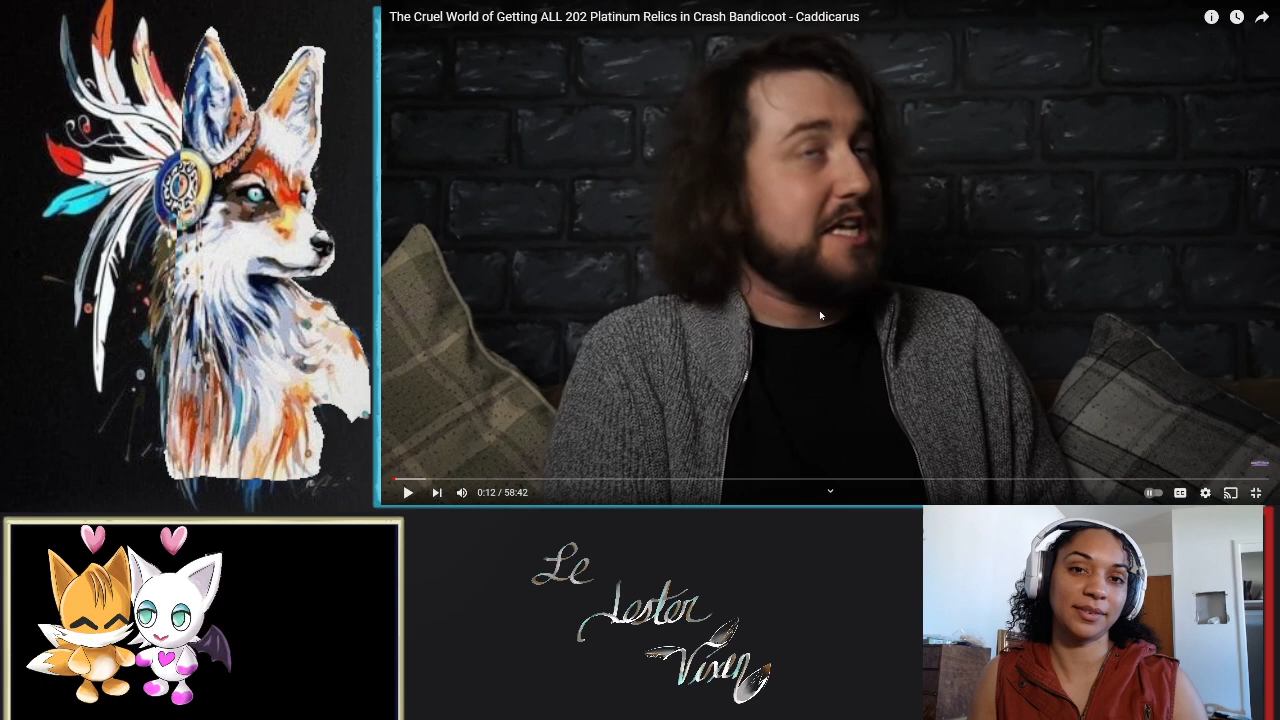 The Cruel World of Getting ALL 202 Platinum Relics in Crash Bandicoot - Caddicarus
0:12 / 58:42
Le
Lester
Vixen